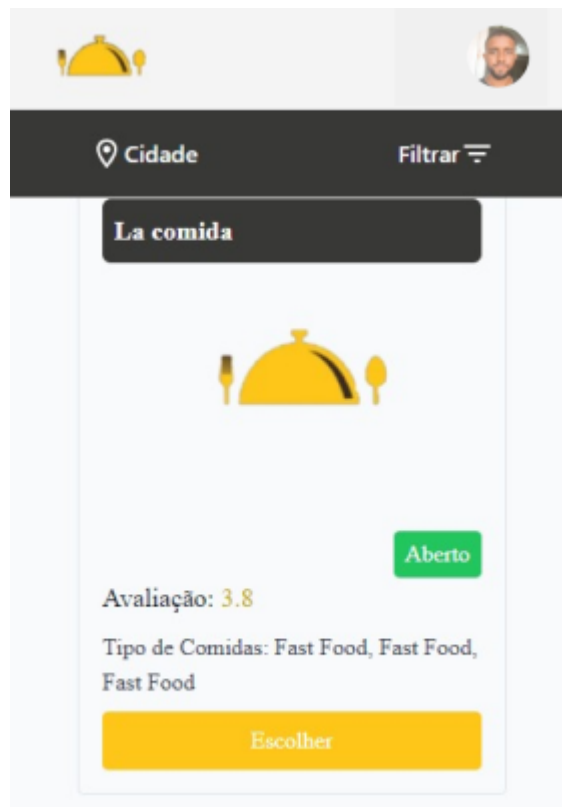 Cidade Filtrar
La comida
Aberto
Avaliação: 3.8
Tipo de Comidas: Fast Food, Fast Food,
Fast Food
Escolher